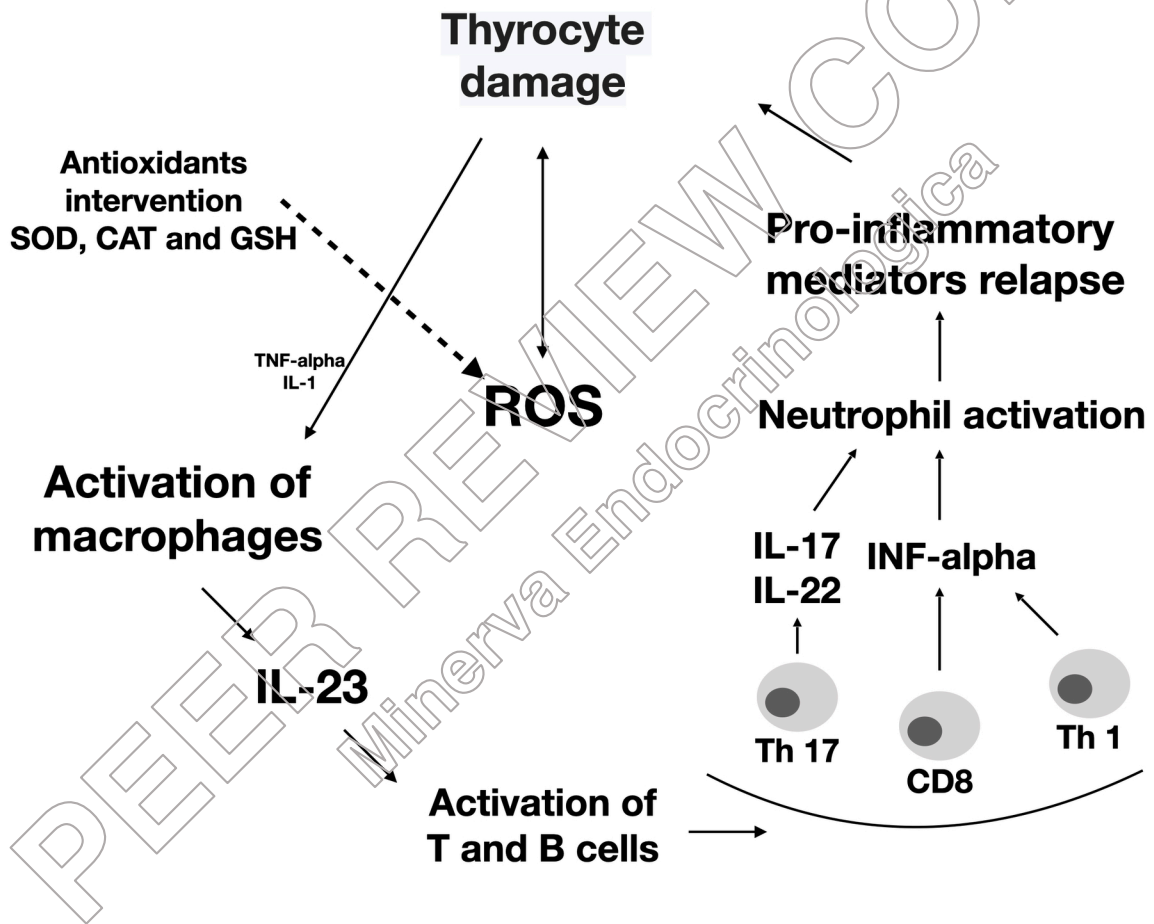 Thyrocyte
damage
Antioxidants
intervention
SOD, CAT and GSH
Pro-inflammatory
mediators relapse
TNF-alpha
IL-1
ROS
Neutrophil activation
Activation of
macrophages
IL-17
IL-22
INF-alpha
IL-23
Th 17
CD8
Th 1
Activation of
T and B cells
PEER REVIEW CO
Minerva Endocrinologica